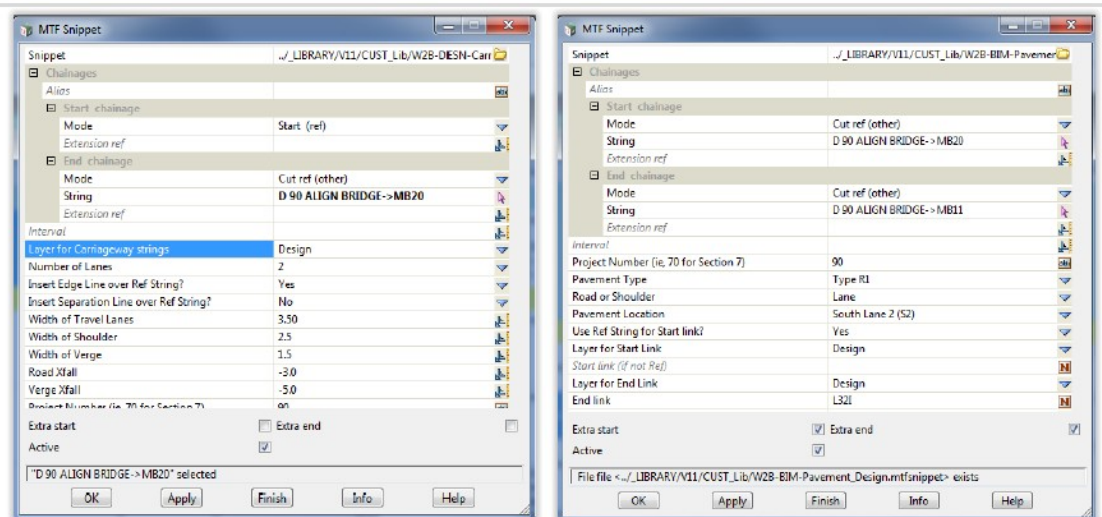 MTF Snippet
Snippet ../_LIBRARY/V11/CUST_Lib/W2B-DIESN-Carr
Chainages
Alias
Start chainage
Mode Start (ref)
Extension ref
End chainage
Mode Cut ref (other)
String D 90 ALIGN BRIDGE->MB20
Extension ref
Interval
Layer for Carriageway strings Design
Number of Lanes 2
Insert Edge Line over Ref String? Yes
Insert Separation Line over Ref String? No
Width of Travel Lanes 3.50
Width of Shoulder 2.5
Width of Verge 1.5
Road Xfall -3.0
Verge Xfall -5.0
Project Number (ie, 70 for Section 7) 90
Extra start Extra end
Active
"D 90 ALIGN BRIDGE->MB20" selected
OK Apply Finish Info Help
MTF Snippet
Snippet ../_LIBRARY/V11/CUST_Lib/W2B-BIM-Pavemer
Chainages
Alias
Start chainage
Mode Cut ref (other)
String D 90 ALIGN BRIDGE->MB20
Extension ref
End chainage
Mode Cut ref (other)
String D 90 ALIGN BRIDGE->MB11
Extension ref
Interval
Project Number (ie, 70 for Section 7) 90
Pavement Type Type R1
Road or Shoulder Lane
Pavement Location South Lane 2 (S2)
Use Ref String for Start link? Yes
Layer for Start Link Design
Start link (if not Ref)
Layer for End Link Design
End link L32I
Extra start Extra end
Active
File file <../_LIBRARY/V11/CUST_Lib/W2B-BIM-Pavement_Design.mtfsnippet> exists
OK Apply Finish Info Help